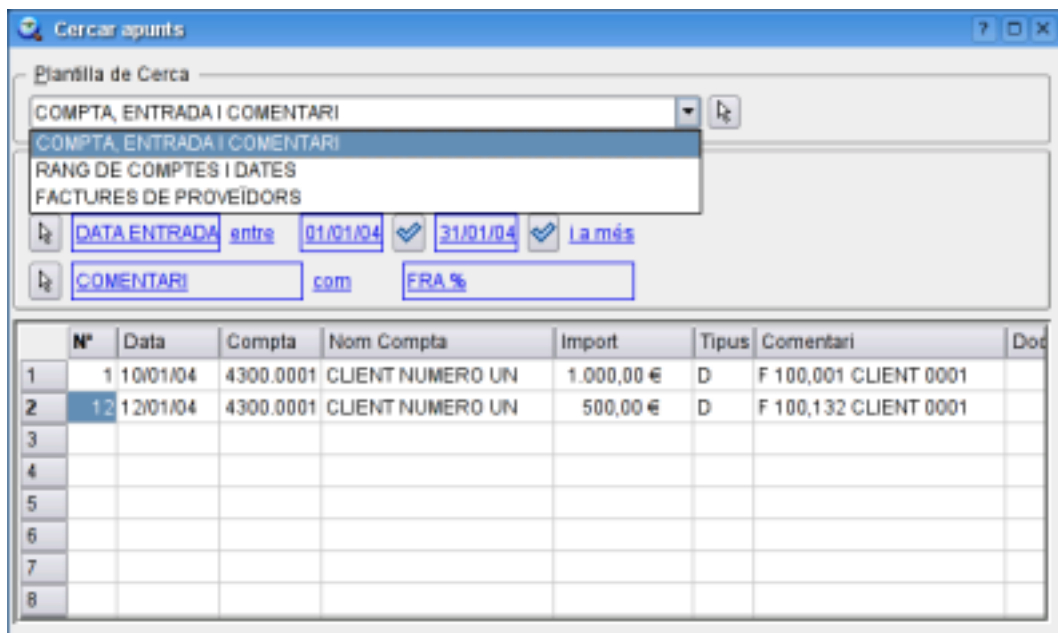 Cercar apunts
Plantilla de Cerca
COMPTA, ENTRADA I COMENTARI
COMPTA, ENTRADA I COMENTARI
RANG DE COMPTES I DATES
FACTURES DE PROVEÏDORS
DATA ENTRADA entre 01/01/04 31/01/04 i a més
COMENTARI com FRA.%
Nº Data Compta Nom Compta Import Tipus Comentari Doc
1 1 10/01/04 4300.0001 CLIENT NUMERO UN 1.000,00 € D F 100,001 CLIENT 0001
2 12 12/01/04 4300.0001 CLIENT NUMERO UN 500,00 € D F 100,132 CLIENT 0001
3
4
5
6
7
8